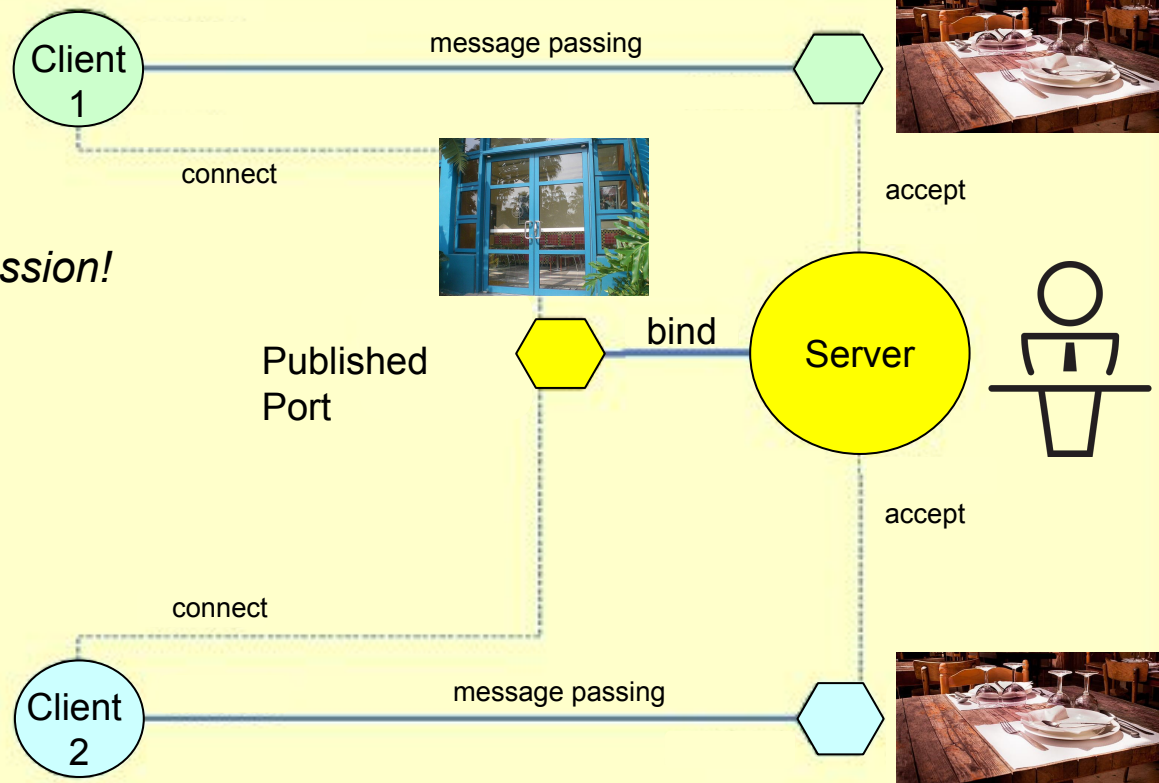 Client
1
message passing
connect
accept
ssion!
Published
Port
bind
Server
accept
connect
Client
2
message passing